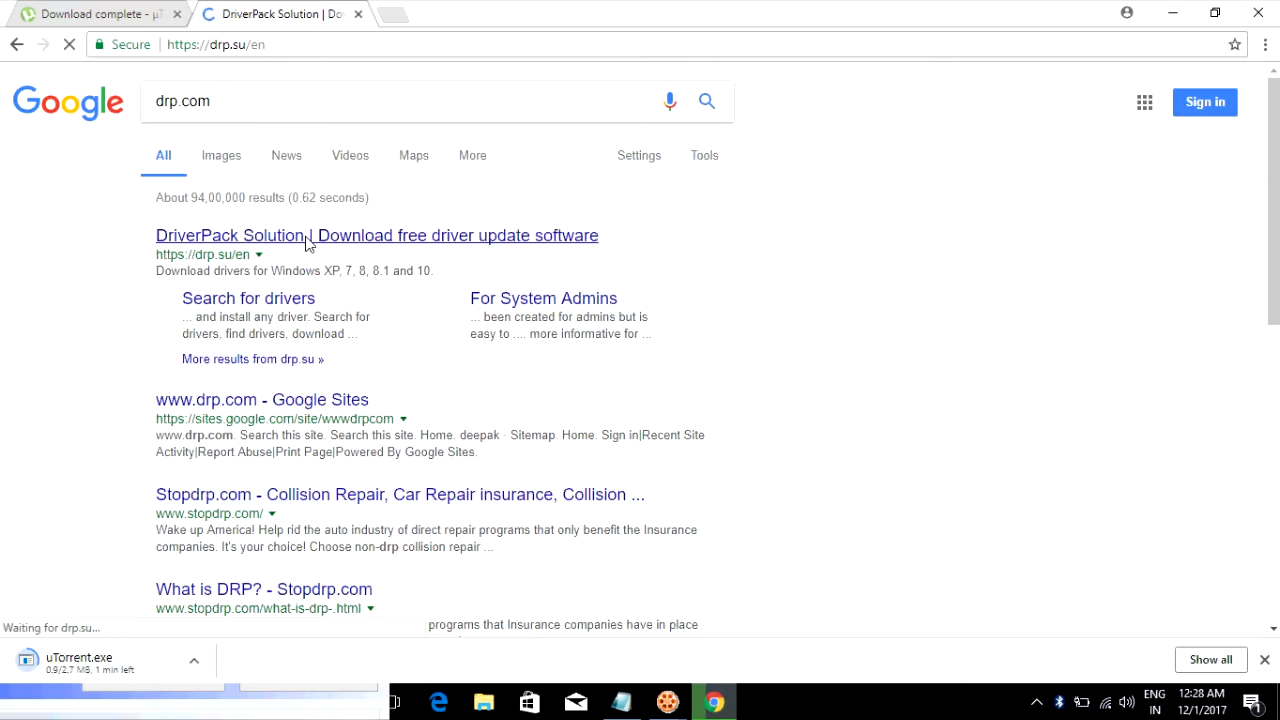 Download complete - µT
DriverPack Solution | Do
Secure
https://drp.su/en
Google
drp.com
Sign in
All
Images
News
Videos
Maps
More
Settings
Tools
About 94,00,000 results (0.62 seconds)
DriverPack Solution | Download free driver update software
https://drp.su/en
Download drivers for Windows XP, 7, 8, 8.1 and 10.
Search for drivers
... and install any driver. Search for
drivers, find drivers, download ...
For System Admins
... been created for admins but is
easy to .... more informative for ...
More results from drp.su »
www.drp.com - Google Sites
https://sites.google.com/site/wwwdrpcom
www.drp.com. Search this site. Search this site. Home. deepak · Sitemap. Home. Sign in|Recent Site
Activity|Report Abuse|Print Page|Powered By Google Sites.
Stopdrp.com - Collision Repair, Car Repair insurance, Collision ...
www.stopdrp.com/
Wake up America! Help rid the auto industry of direct repair programs that only benefit the Insurance
companies. It's your choice! Choose non-drp collision repair ...
What is DRP? - Stopdrp.com
www.stopdrp.com/what-is-drp-.html
programs that Insurance companies have in place
Waiting for drp.su...
uTorrent.exe
0.9/2.7 MB, 1 min left
Show all
ENG
IN
12:28 AM
12/1/2017
1